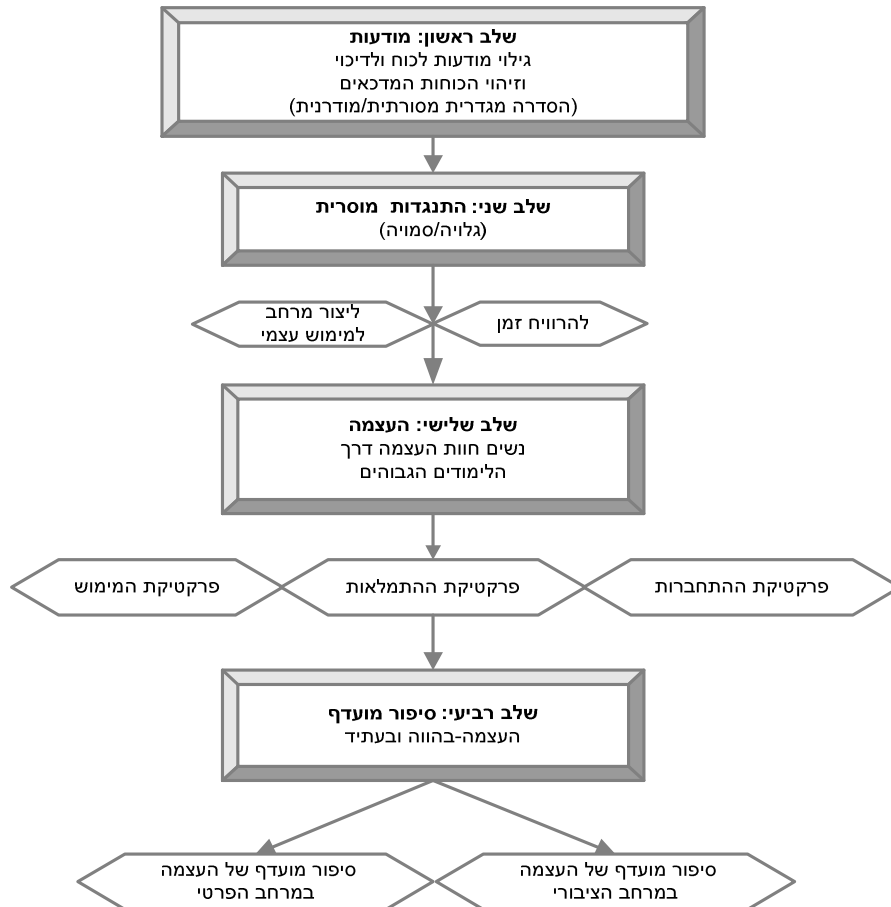 שלב ראשון: מודעות
גילוי מודעות לכוח ולדיכוי
וזיהוי הכוחות המדכאים
(הסדרה מגדרית מסורתית/מודרנית)
שלב שני: התנגדות מוסרית
(גלויה/סמויה)
להרוויח זמן
ליצור מרחב
למימוש עצמי
שלב שלישי: העצמה
נשים חוות העצמה דרך
הלימודים הגבוהים
פרקטיקת ההתחברות
פרקטיקת ההתמלאות
פרקטיקת המימוש
שלב רביעי: סיפור מועדף
העצמה-בהווה ובעתיד
סיפור מועדף של העצמה
במרחב הציבורי
סיפור מועדף של העצמה
במרחב הפרטי